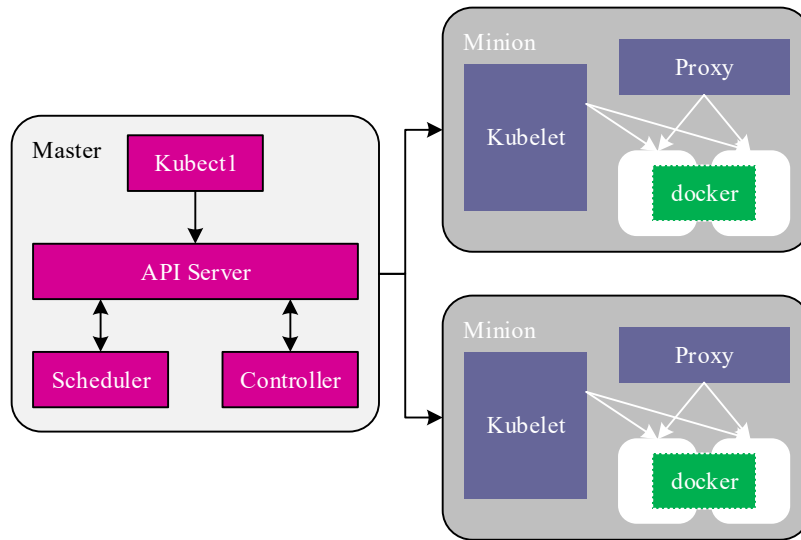 Master
Kubect1
API Server
Scheduler
Controller
Minion
Kubelet
Proxy
docker
Minion
Kubelet
Proxy
docker